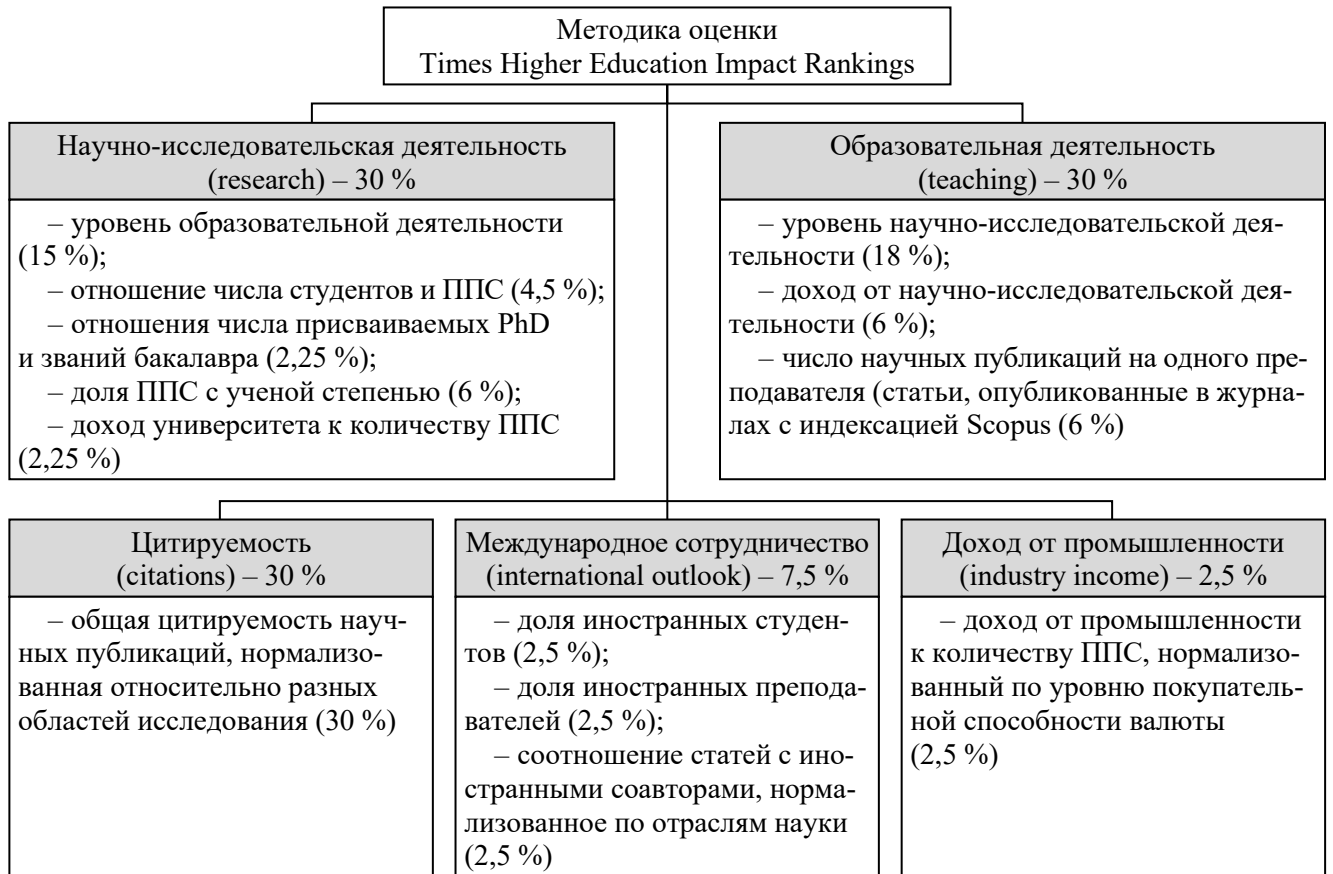 Методика оценки
Times Higher Education Impact Rankings
Научно-исследовательская деятельность
(research) – 30 %
– уровень образовательной деятельности
(15 %);
– отношение числа студентов и ППС (4,5 %);
– отношения числа присваиваемых PhD
и званий бакалавра (2,25 %);
– доля ППС с ученой степенью (6 %);
– доход университета к количеству ППС
(2,25 %)
Образовательная деятельность
(teaching) – 30 %
– уровень научно-исследовательской дея-
тельности (18 %);
– доход от научно-исследовательской дея-
тельности (6 %);
– число научных публикаций на одного пре-
подавателя (статьи, опубликованные в журна-
лах с индексацией Scopus (6 %)
Цитируемость
(citations) – 30 %
– общая цитируемость науч-
ных публикаций, нормализо-
ванная относительно разных
областей исследования (30 %)
Международное сотрудничество
(international outlook) – 7,5 %
– доля иностранных студен-
тов (2,5 %);
– доля иностранных препода-
вателей (2,5 %);
– соотношение статей с ино-
странными соавторами, норма-
лизованное по отраслям науки
(2,5 %)
Доход от промышленности
(industry income) – 2,5 %
– доход от промышленности
к количеству ППС, нормализо-
ванный по уровню покупатель-
ной способности валюты
(2,5 %)